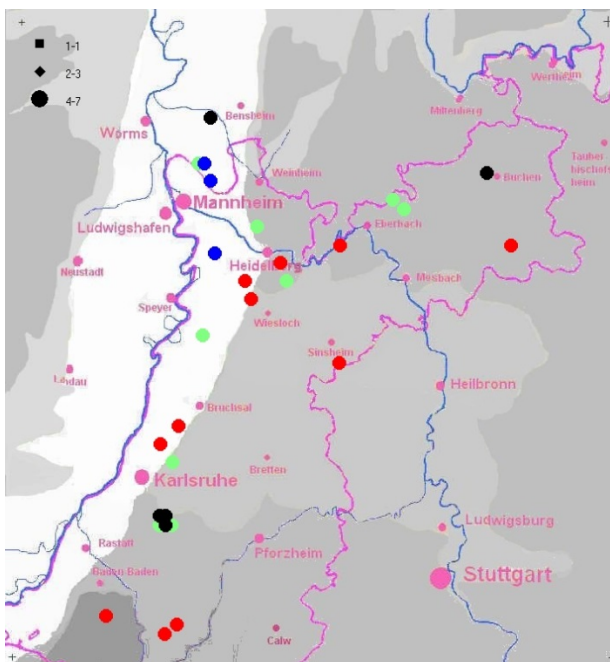 1-1
2-3
4-7
Bensheim
Worms
Weinheim
Miltenberg
Wertheim
Tauber
bischofs
heim
Buchen
Mannheim
Ludwigshafen
Eberbach
Neustadt
Heidelberg
Mosbach
Speyer
Wiesloch
Sinsheim
Landau
Heilbronn
Bruchsal
Bretten
Karlsruhe
Ludwigsburg
Rastatt
Pforzheim
Baden-Baden
Stuttgart
Calw